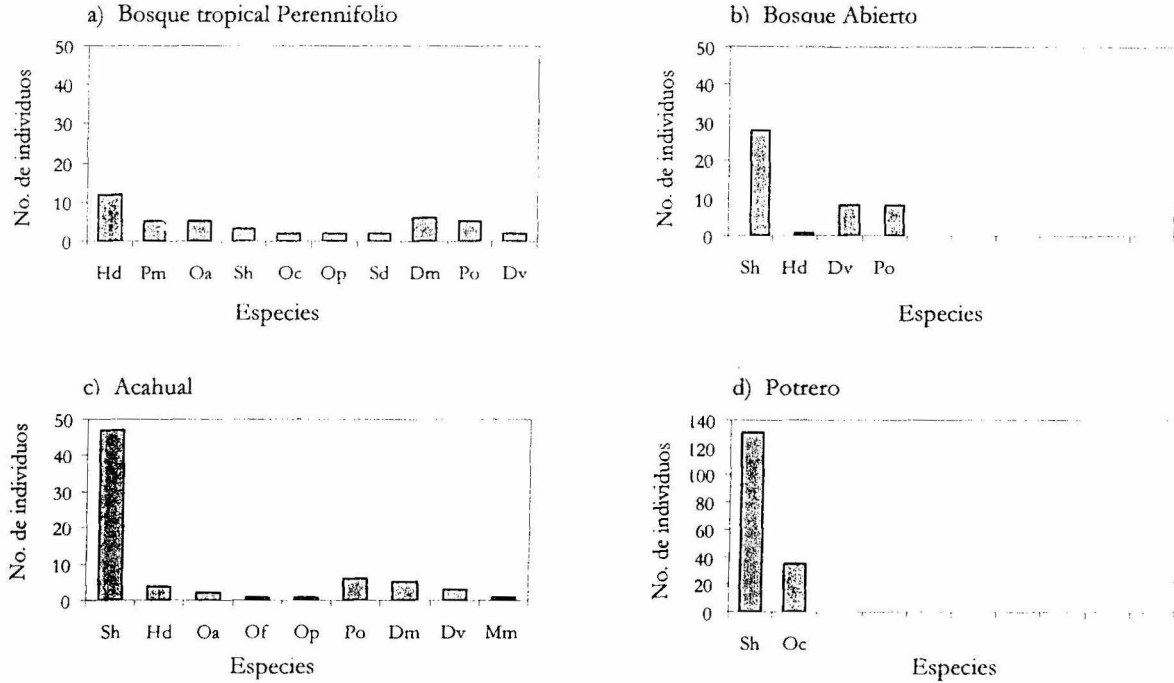 a) Bosque tropical Perennifolio
50
40
30
20
10
0
No. de individuos
Hd Pm Oa Sh Oc Op Sd Dm Po Dv
Especies
b) Bosque Abierto
50
40
30
20
10
0
No. de individuos
Sh Hd Dv Po
Especies
c) Acahual
50
40
30
20
10
0
No. de individuos
Sh Hd Oa Of Op Po Dm Dv Mm
Especies
d) Potrero
140
120
100
80
60
40
20
0
No. de individuos
Sh Oc
Especies